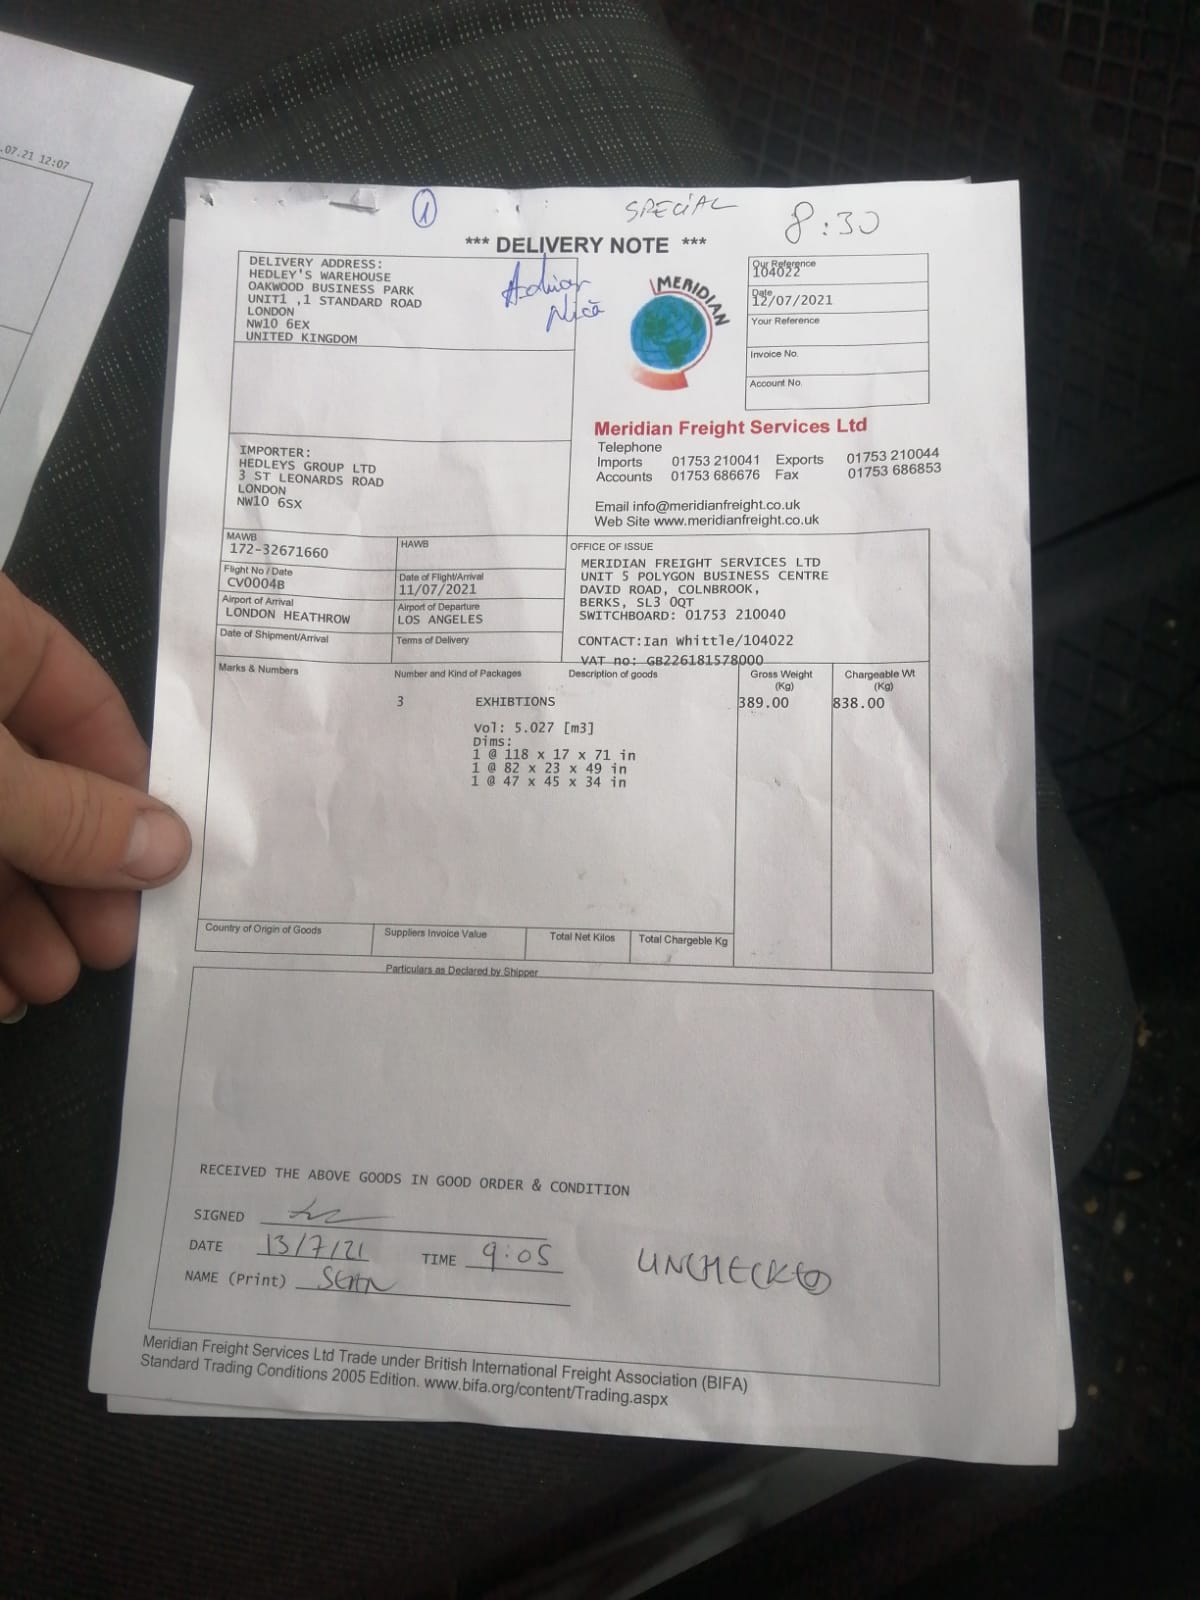 .07.21 12:07
1
SPECIAL
8:30
*** DELIVERY NOTE ***
DELIVERY ADDRESS:
HEDLEY'S WAREHOUSE
OAKWOOD BUSINESS PARK
UNIT1 ,1 STANDARD ROAD
LONDON
NW10 6EX
UNITED KINGDOM
Adrian
Nică
MERIDIAN
Our Reference
104022
Date
12/07/2021
Your Reference
Invoice No.
Account No.
Meridian Freight Services Ltd
Telephone
Imports 01753 210041 Exports 01753 210044
Accounts 01753 686676 Fax 01753 686853
Email info@meridianfreight.co.uk
Web Site www.meridianfreight.co.uk
IMPORTER:
HEDLEYS GROUP LTD
3 ST LEONARDS ROAD
LONDON
NW10 6SX
MAWB
172-32671660
HAWB
Flight No / Date
CV0004B
Date of Flight/Arrival
11/07/2021
Airport of Arrival
LONDON HEATHROW
Airport of Departure
LOS ANGELES
Date of Shipment/Arrival
Terms of Delivery
OFFICE OF ISSUE
MERIDIAN FREIGHT SERVICES LTD
UNIT 5 POLYGON BUSINESS CENTRE
DAVID ROAD, COLNBROOK,
BERKS, SL3 0QT
SWITCHBOARD: 01753 210040
CONTACT:Ian Whittle/104022
VAT no: GB226181578000
Marks & Numbers
Number and Kind of Packages
Description of goods
Gross Weight
(Kg)
Chargeable Wt
(Kg)
3 EXHIBTIONS 389.00 838.00
Vol: 5.027 [m3]
Dims:
1 @ 118 x 17 x 71 in
1 @ 82 x 23 x 49 in
1 @ 47 x 45 x 34 in
Country of Origin of Goods
Suppliers Invoice Value
Total Net Kilos
Total Chargeble Kg
Particulars as Declared by Shipper
RECEIVED THE ABOVE GOODS IN GOOD ORDER & CONDITION
SIGNED
DATE 13/7/21 TIME 9:05
NAME (Print) SEAN
UNCHECKED
Meridian Freight Services Ltd Trade under British International Freight Association (BIFA)
Standard Trading Conditions 2005 Edition. www.bifa.org/content/Trading.aspx